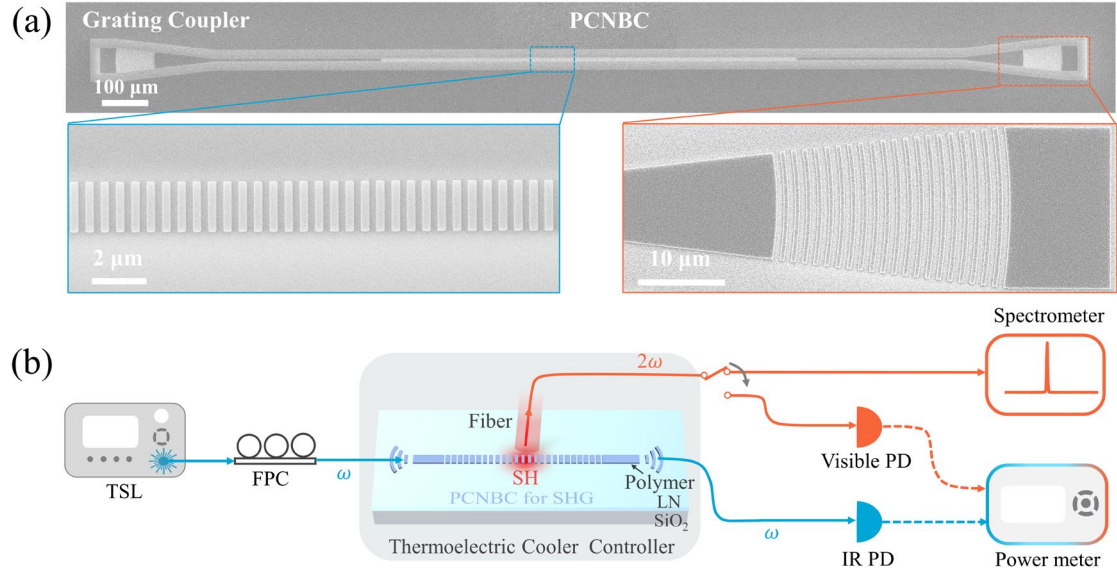 (a)
Grating Coupler
PCNBC
100 μm
2 μm
10 μm
(b)
Spectrometer
2ω
Fiber
TSL
FPC
ω
SH
PCNBC for SHG
Polymer
LN
SiO₂
Thermoelectric Cooler Controller
Visible PD
ω
IR PD
Power meter